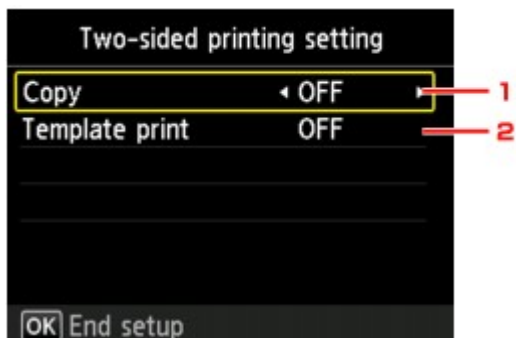 Two-sided printing setting
Copy OFF 1
Template print OFF 2
OK End setup